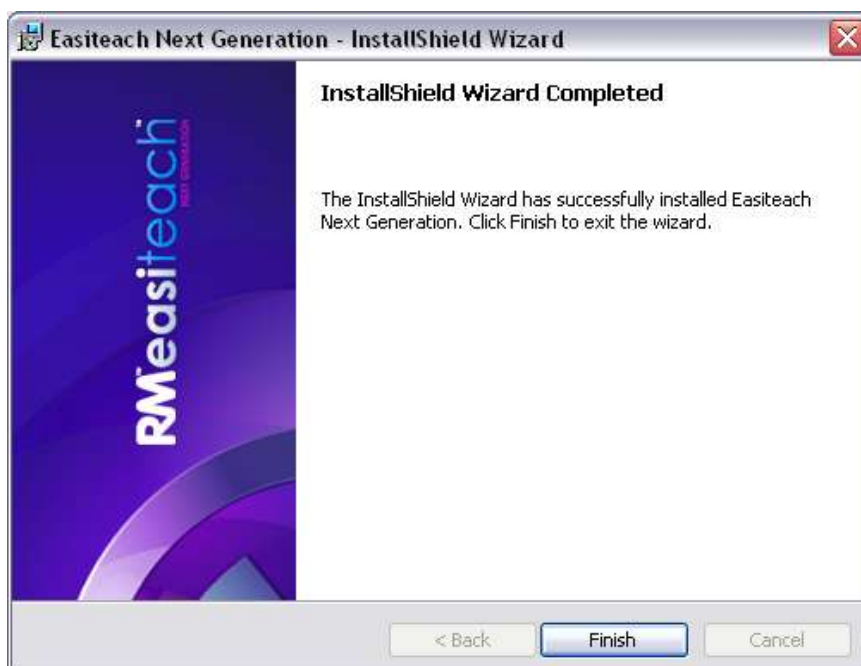 Easiteach Next Generation - InstallShield Wizard
InstallShield Wizard Completed
The InstallShield Wizard has successfully installed Easiteach
Next Generation. Click Finish to exit the wizard.
RM™easiteach™
NEXT GENERATION
< Back
Finish
Cancel